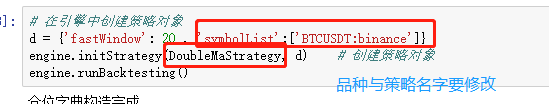 # 在引擎中创建策略对象
d = {'fastWindow': 20 , 'symbolList':['BTCUSDT:binance']}
engine.initStrategy(DoubleMaStrategy, d)    # 创建策略对象
engine.runBacktesting()
品种与策略名字要修改